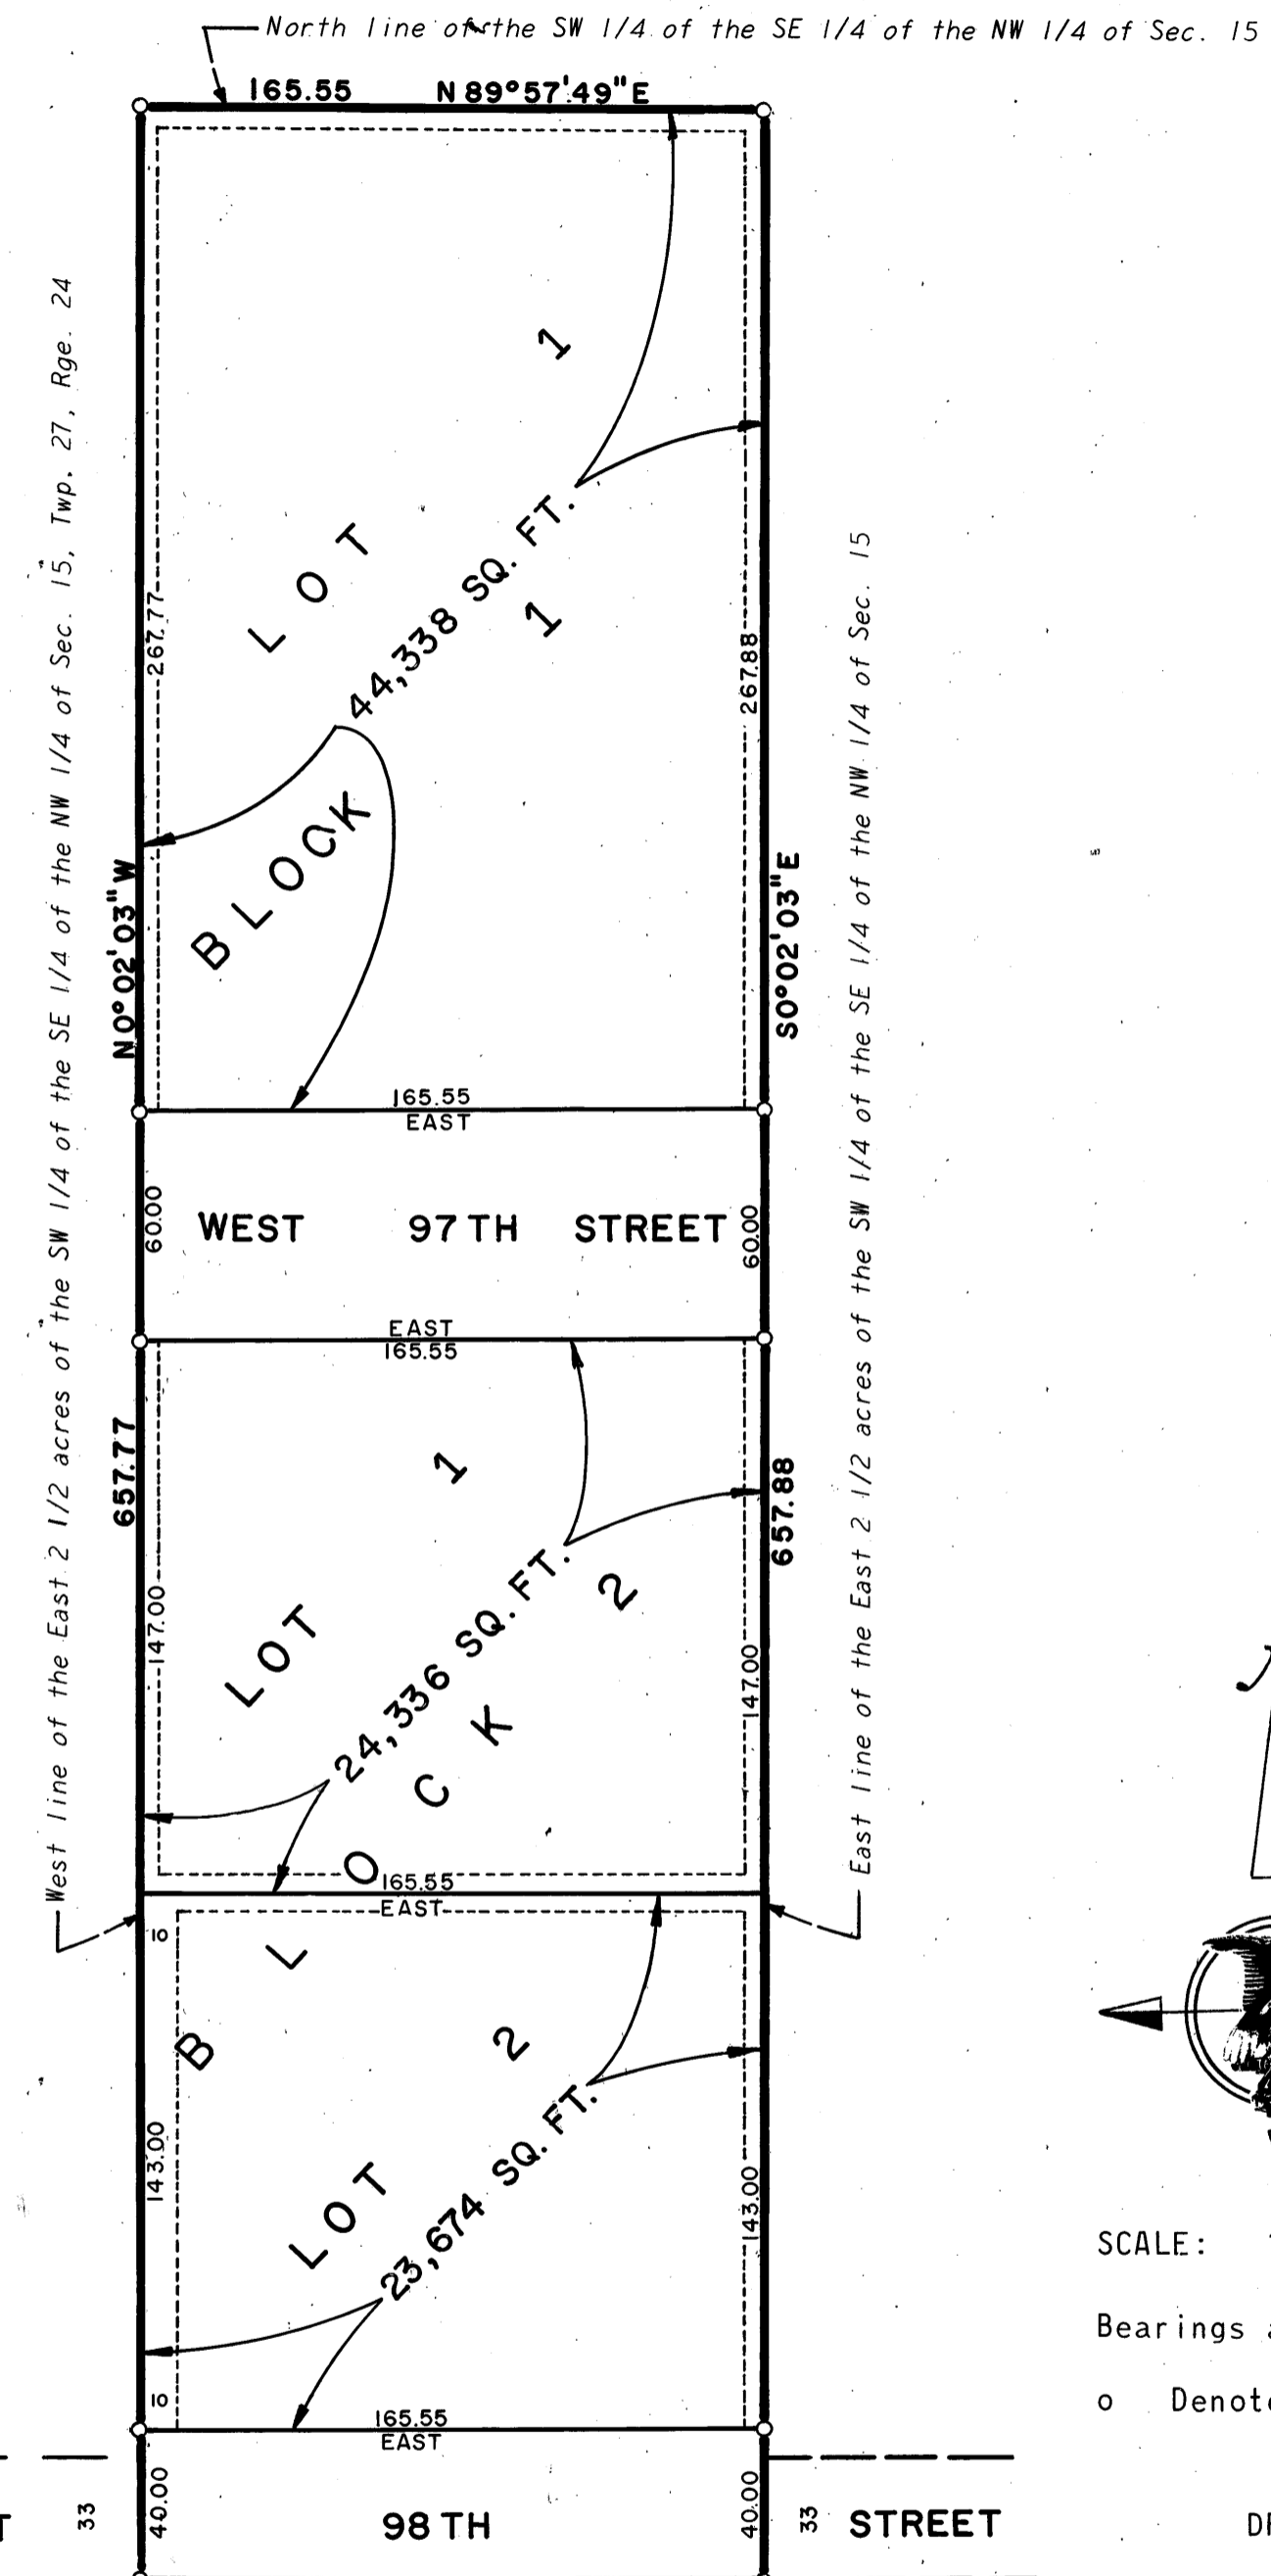 North line of the SW 1/4 of the SE 1/4 of the NW 1/4 of Sec. 15
165.55 N 89°57'49"E
West line of the East 2 1/2 acres of the SW 1/4 of the SE 1/4 of the NW 1/4 of Sec. 15, Twp. 27, Rge. 24
N0°02'03"W
657.77
267.77
LOT 1
44,338 SQ. FT.
BLOCK 1
267.88
S0°02'03"E
657.88
East line of the East 2 1/2 acres of the SW 1/4 of the SE 1/4 of the NW 1/4 of Sec. 15
165.55
EAST
60.00
WEST 97TH STREET
60.00
EAST
165.55
147.00
LOT 1
24,336 SQ. FT.
BLOCK 2
147.00
165.55
EAST
10
143.00
LOT 2
23,674 SQ. FT.
143.00
10
165.55
EAST
33
40.00
98TH
40.00
33
STREET
SCALE:
Bearings
o